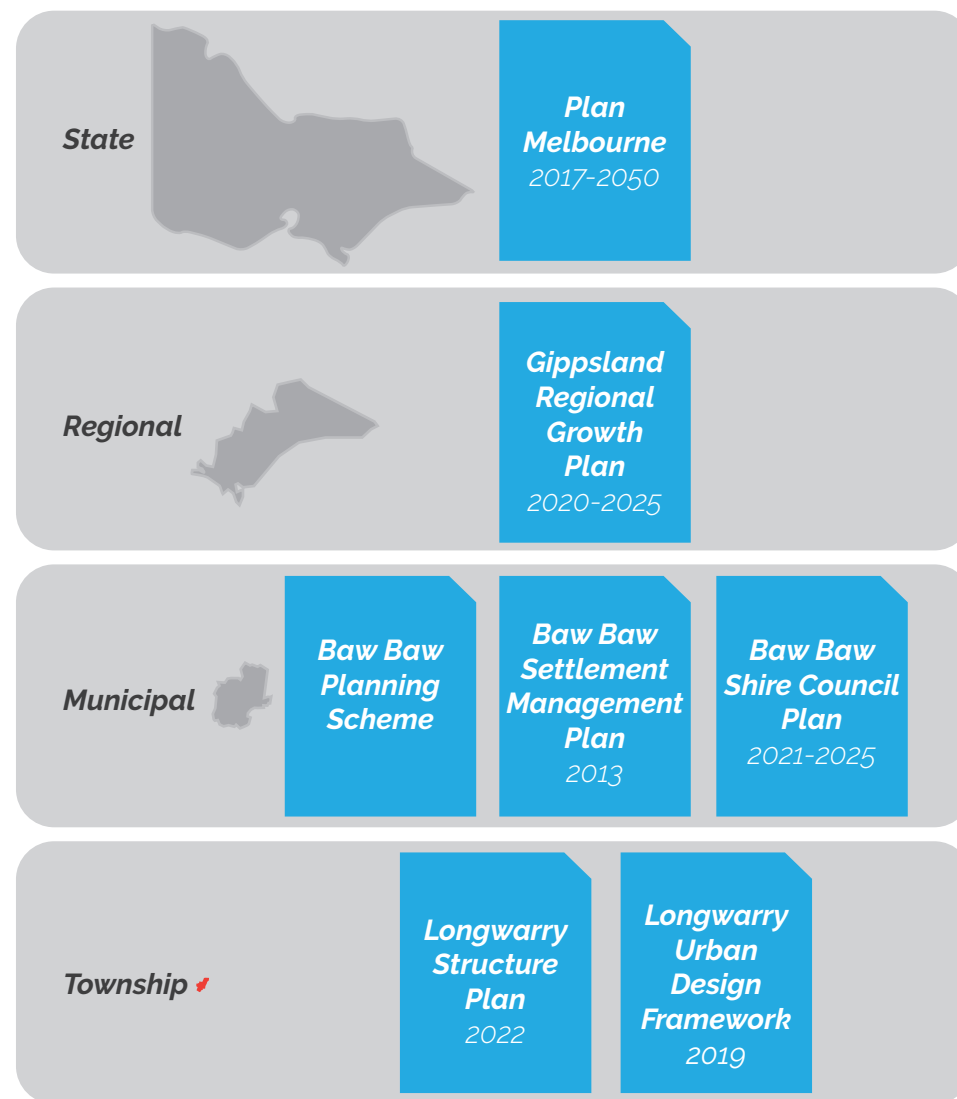 State
Plan
Melbourne
2017-2050
Regional
Gippsland
Regional
Growth
Plan
2020-2025
Municipal
Baw Baw
Planning
Scheme
Baw Baw
Settlement
Management
Plan
2013
Baw Baw
Shire Council
Plan
2021-2025
Township
Longwarry
Structure
Plan
2022
Longwarry
Urban
Design
Framework
2019